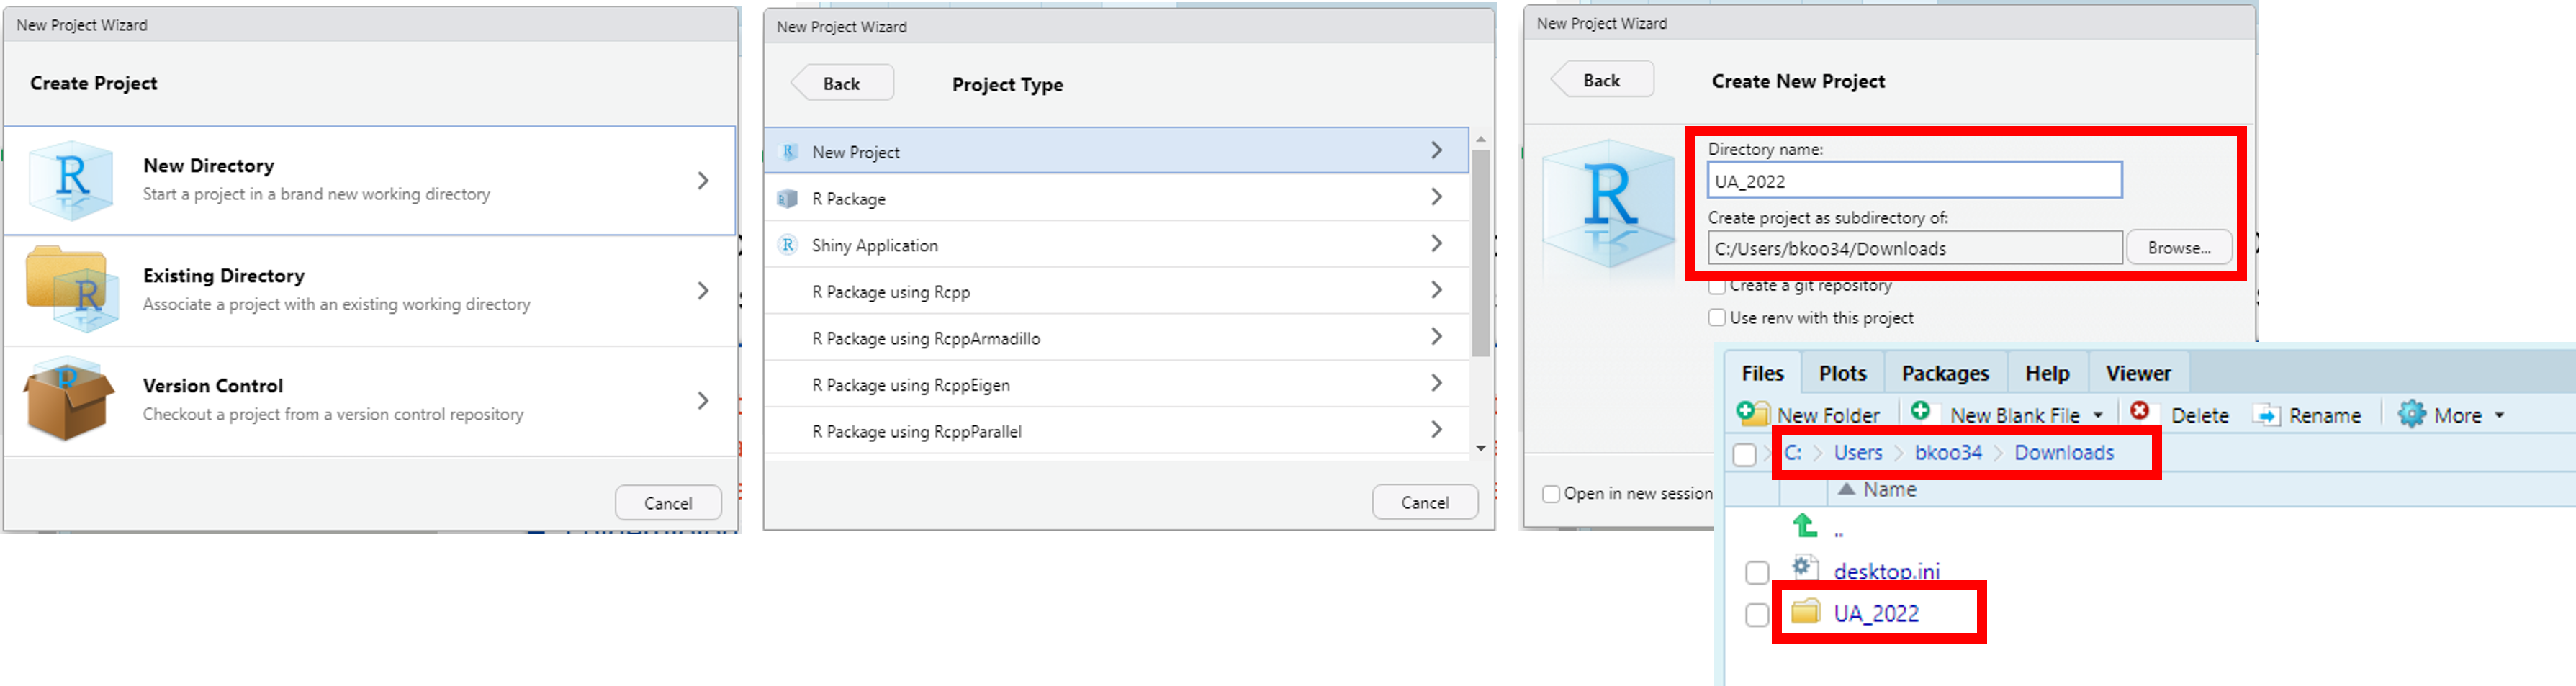 New Project Wizard
Create Project
New Directory
Start a project in a brand new working directory
Existing Directory
Associate a project with an existing working directory
Version Control
Checkout a project from a version control repository
Cancel
New Project Wizard
Back
Project Type
New Project
R Package
Shiny Application
R Package using Rcpp
R Package using RcppArmadillo
R Package using RcppEigen
R Package using RcppParallel
Cancel
New Project Wizard
Back
Create New Project
Directory name:
UA_2022
Create project as subdirectory of:
C:/Users/bkoo34/Downloads
Browse...
Create a git repository
Use renv with this project
Open in new session
Files Plots Packages Help Viewer
New Folder New Blank File Delete Rename More
C: Users bkoo34 Downloads
Name
..
desktop.ini
UA_2022